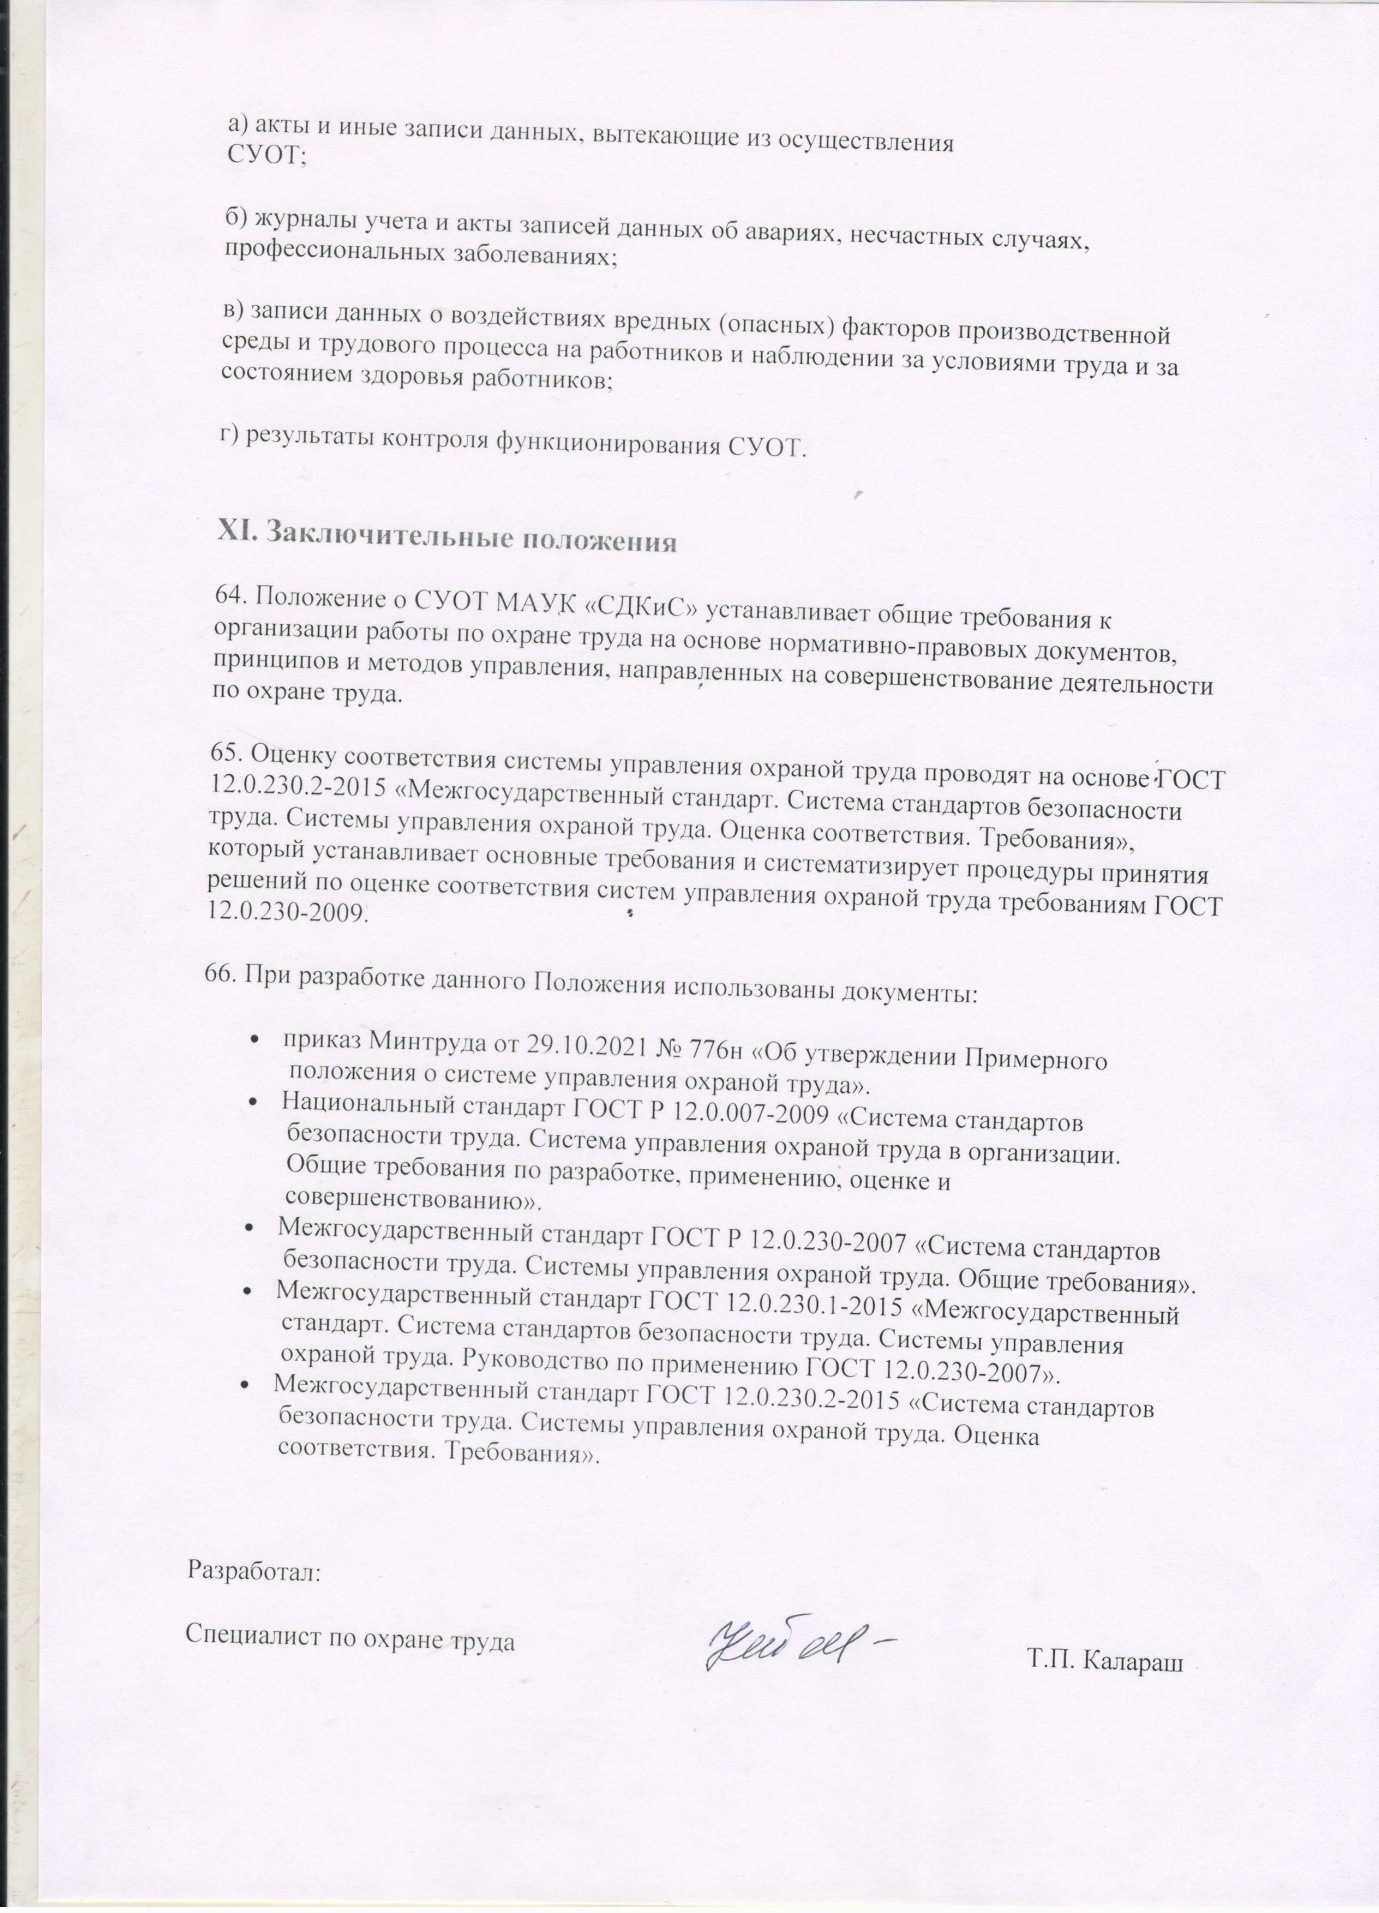 а) акты и иные записи данных, вытекающие из осуществления
СУОТ;
б) журналы учета и акты записей данных об авариях, несчастных случаях,
профессиональных заболеваниях;
в) записи данных о воздействиях вредных (опасных) факторов производственной
среды и трудового процесса на работников и наблюдении за условиями труда и за
состоянием здоровья работников;
г) результаты контроля функционирования СУОТ.
XI. Заключительные положения
64. Положение о СУОТ МАУК «СДКиС» устанавливает общие требования к
организации работы по охране труда на основе нормативно-правовых документов,
принципов и методов управления, направленных на совершенствование деятельности
по охране труда.
65. Оценку соответствия системы управления охраной труда проводят на основе ГОСТ
12.0.230.2-2015 «Межгосударственный стандарт. Система стандартов безопасности
труда. Системы управления охраной труда. Оценка соответствия. Требования»,
который устанавливает основные требования и систематизирует процедуры принятия
решений по оценке соответствия систем управления охраной труда требованиям ГОСТ
12.0.230-2009.
66. При разработке данного Положения использованы документы:
• приказ Минтруда от 29.10.2021 № 776н «Об утверждении Примерного
положения о системе управления охраной труда».
• Национальный стандарт ГОСТ Р 12.0.007-2009 «Система стандартов
безопасности труда. Система управления охраной труда в организации.
Общие требования по разработке, применению, оценке и
совершенствованию».
• Межгосударственный стандарт ГОСТ Р 12.0.230-2007 «Система стандартов
безопасности труда. Системы управления охраной труда. Общие требования».
• Межгосударственный стандарт ГОСТ 12.0.230.1-2015 «Межгосударственный
стандарт. Система стандартов безопасности труда. Системы управления
охраной труда. Руководство по применению ГОСТ 12.0.230-2007».
• Межгосударственный стандарт ГОСТ 12.0.230.2-2015 «Система стандартов
безопасности труда. Системы управления охраной труда. Оценка
соответствия. Требования».
Разработал:
Специалист по охране труда
Т.П. Калараш